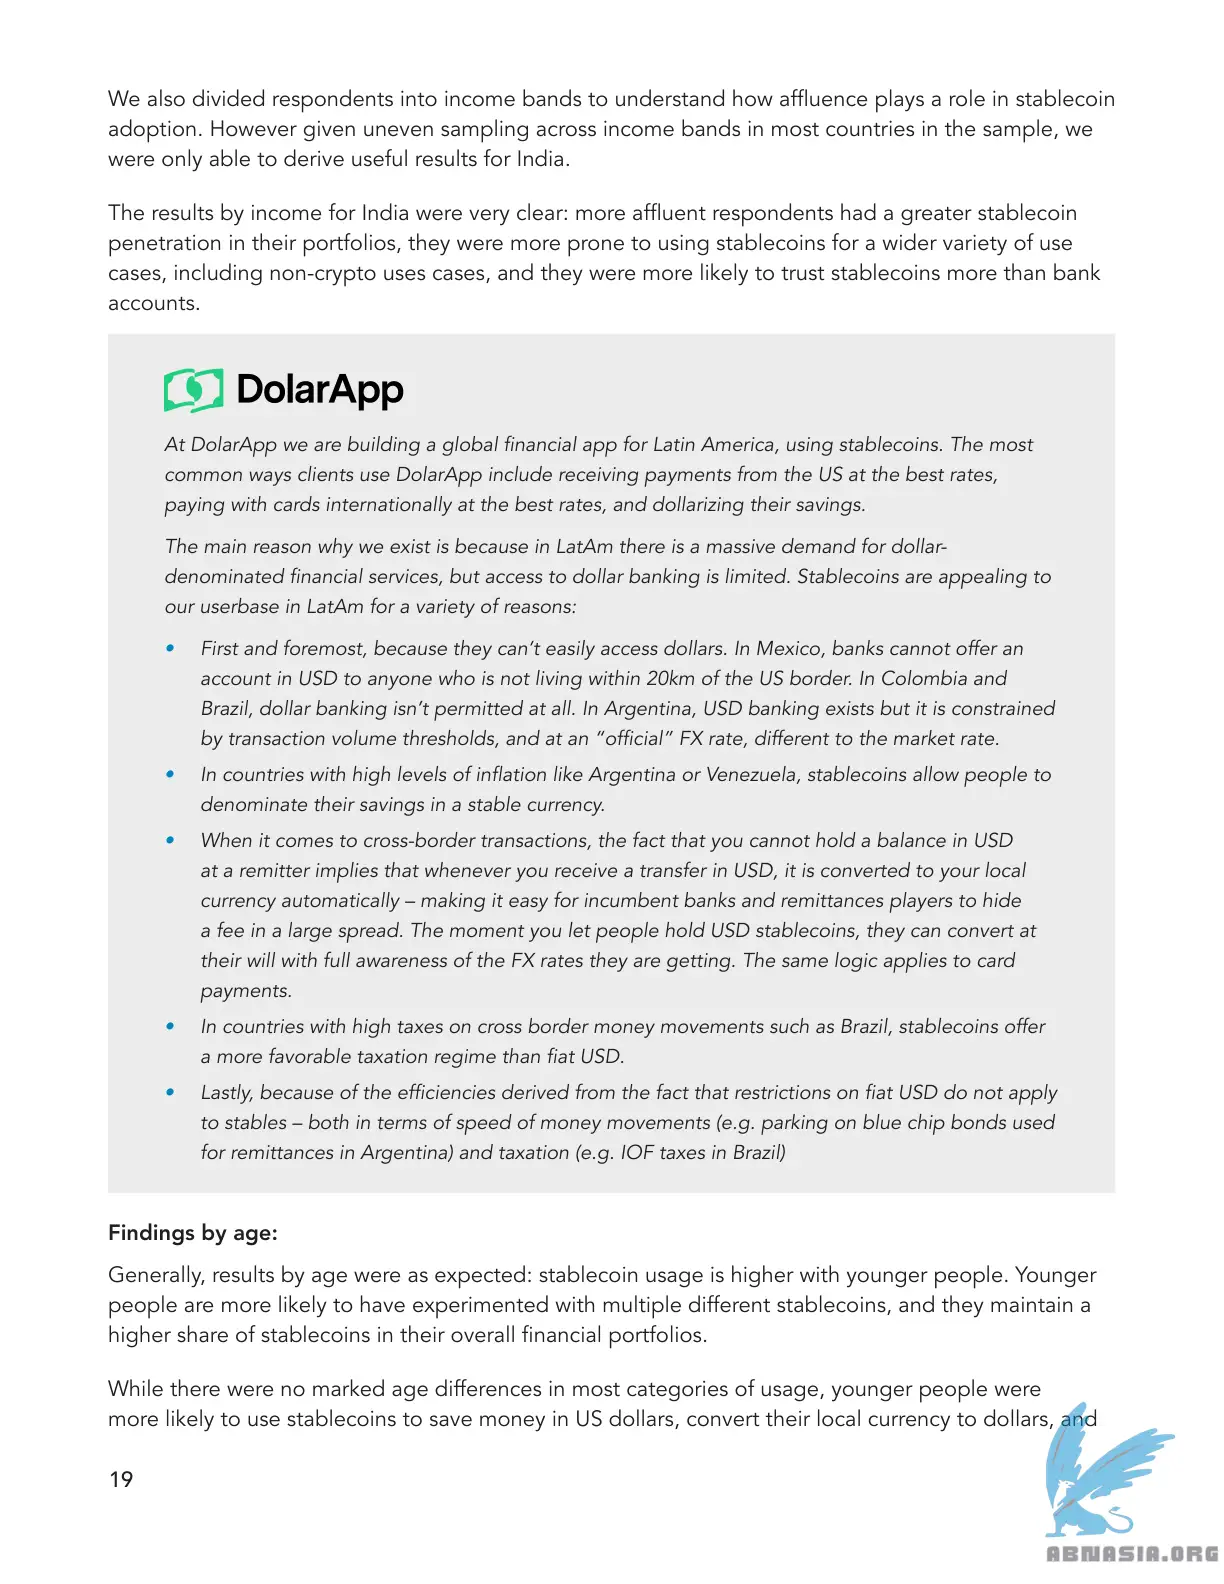 We also divided respondents into income bands to understand how affluence plays a role in stablecoin
adoption. However given uneven sampling across income bands in most countries in the sample, we
were only able to derive useful results for India.
The results by income for India were very clear: more affluent respondents had a greater stablecoin
penetration in their portfolios, they were more prone to using stablecoins for a wider variety of use
cases, including non-crypto uses cases, and they were more likely to trust stablecoins more than bank
accounts.
DolarApp
At DolarApp we are building a global financial app for Latin America, using stablecoins. The most
common ways clients use DolarApp include receiving payments from the US at the best rates,
paying with cards internationally at the best rates, and dollarizing their savings.
The main reason why we exist is because in LatAm there is a massive demand for dollar-
denominated financial services, but access to dollar banking is limited. Stablecoins are appealing to
our userbase in LatAm for a variety of reasons:
• First and foremost, because they can’t easily access dollars. In Mexico, banks cannot offer an
account in USD to anyone who is not living within 20km of the US border. In Colombia and
Brazil, dollar banking isn’t permitted at all. In Argentina, USD banking exists but it is constrained
by transaction volume thresholds, and at an “official” FX rate, different to the market rate.
• In countries with high levels of inflation like Argentina or Venezuela, stablecoins allow people to
denominate their savings in a stable currency.
• When it comes to cross-border transactions, the fact that you cannot hold a balance in USD
at a remitter implies that whenever you receive a transfer in USD, it is converted to your local
currency automatically – making it easy for incumbent banks and remittances players to hide
a fee in a large spread. The moment you let people hold USD stablecoins, they can convert at
their will with full awareness of the FX rates they are getting. The same logic applies to card
payments.
• In countries with high taxes on cross border money movements such as Brazil, stablecoins offer
a more favorable taxation regime than fiat USD.
• Lastly, because of the efficiencies derived from the fact that restrictions on fiat USD do not apply
to stables – both in terms of speed of money movements (e.g. parking on blue chip bonds used
for remittances in Argentina) and taxation (e.g. IOF taxes in Brazil)
Findings by age:
Generally, results by age were as expected: stablecoin usage is higher with younger people. Younger
people are more likely to have experimented with multiple different stablecoins, and they maintain a
higher share of stablecoins in their overall financial portfolios.
While there were no marked age differences in most categories of usage, younger people were
more likely to use stablecoins to save money in US dollars, convert their local currency to dollars, and
19
ABNASIA.ORG